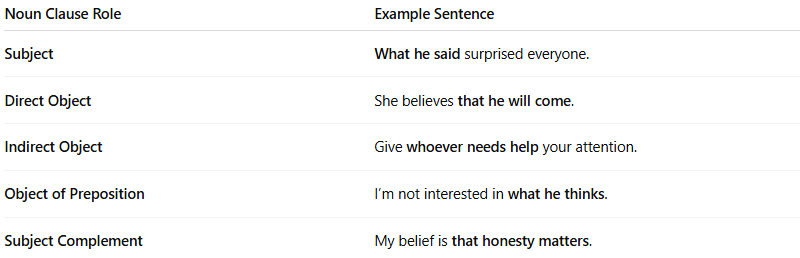 Noun Clause Role Example Sentence
Subject What he said surprised everyone.
Direct Object She believes that he will come.
Indirect Object Give whoever needs help your attention.
Object of Preposition I’m not interested in what he thinks.
Subject Complement My belief is that honesty matters.